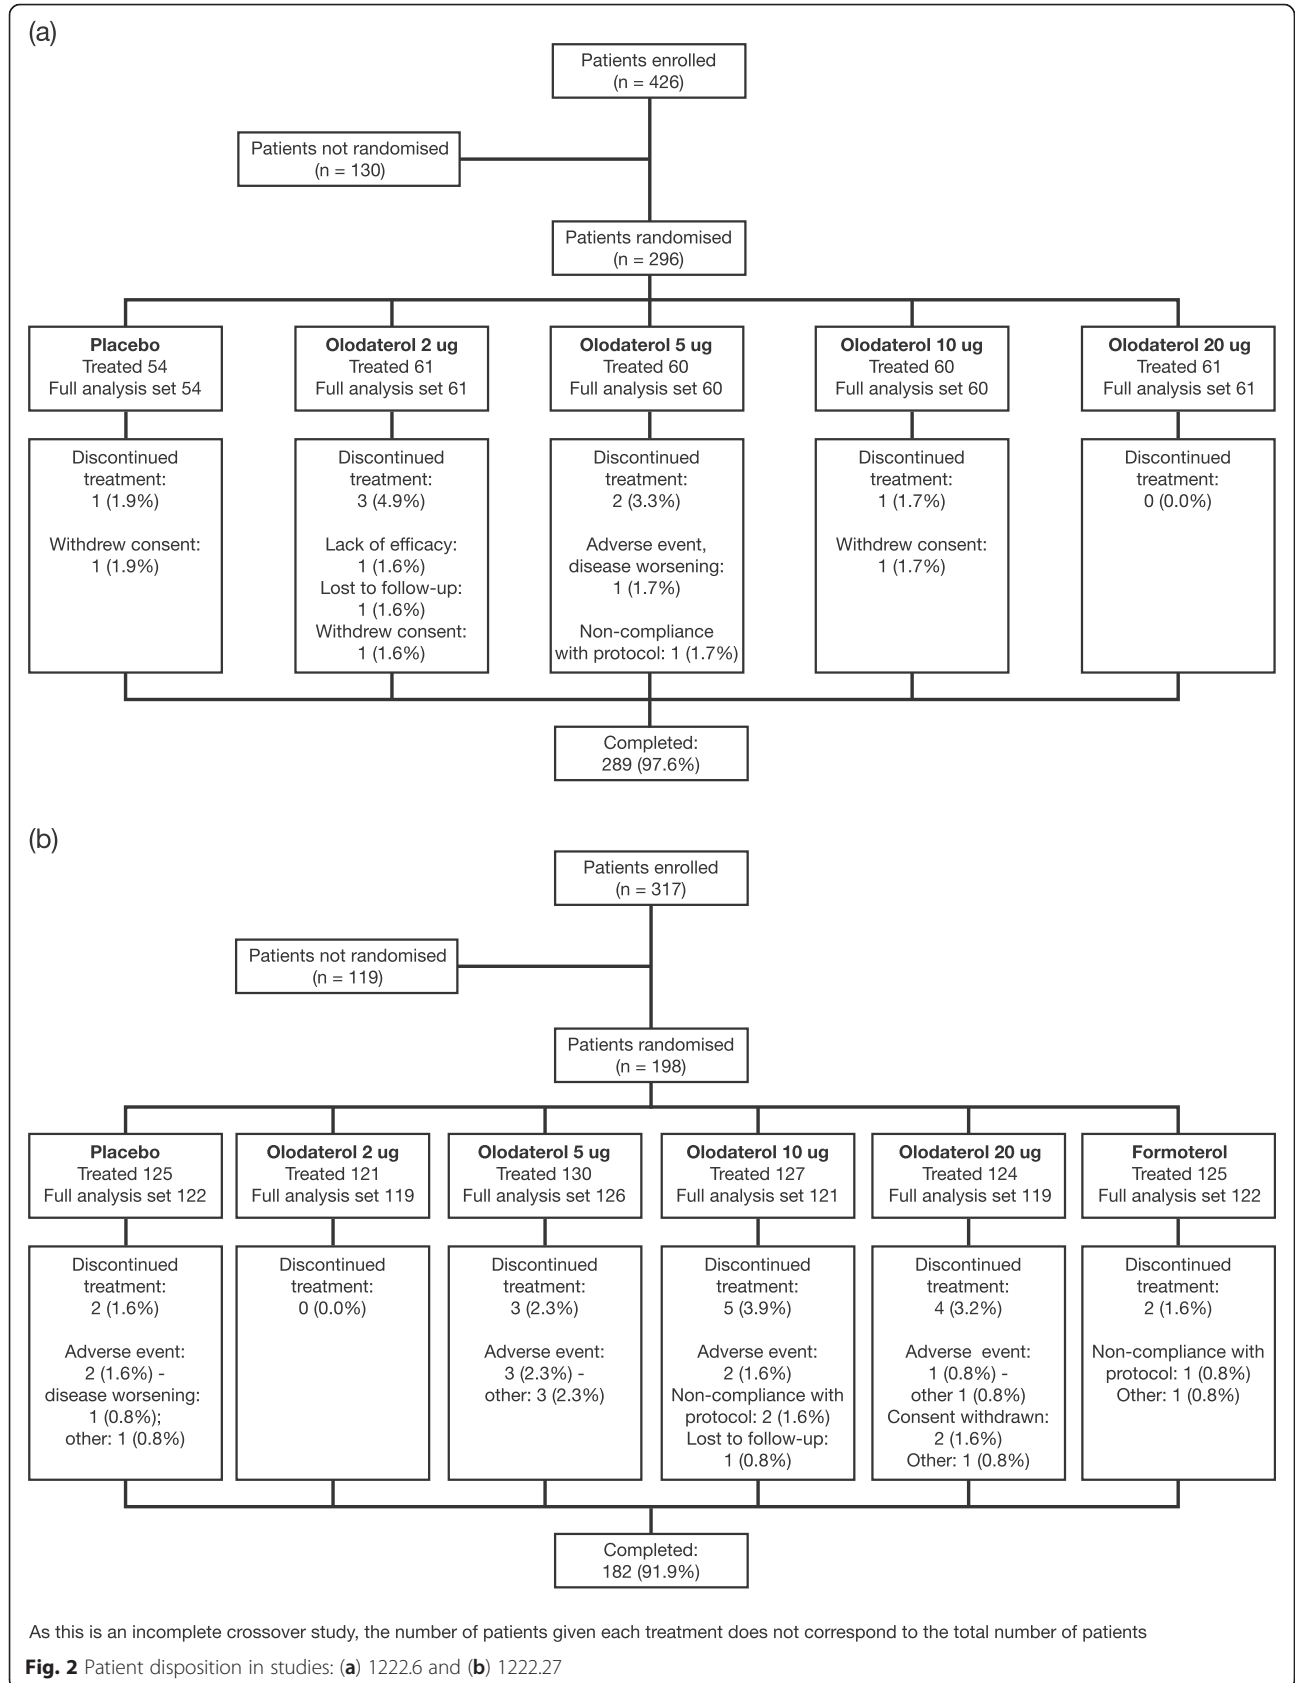 (a)
Patients enrolled
(n = 426)
Patients not randomised
(n = 130)
Patients randomised
(n = 296)
Placebo
Treated 54
Full analysis set 54
Olodaterol 2 ug
Treated 61
Full analysis set 61
Olodaterol 5 ug
Treated 60
Full analysis set 60
Olodaterol 10 ug
Treated 60
Full analysis set 60
Olodaterol 20 ug
Treated 61
Full analysis set 61
Discontinued
treatment:
1 (1.9%)
Withdrew consent:
1 (1.9%)
Discontinued
treatment:
3 (4.9%)
Lack of efficacy:
1 (1.6%)
Lost to follow-up:
1 (1.6%)
Withdrew consent:
1 (1.6%)
Discontinued
treatment:
2 (3.3%)
Adverse event,
disease worsening:
1 (1.7%)
Non-compliance
with protocol: 1 (1.7%)
Discontinued
treatment:
1 (1.7%)
Withdrew consent:
1 (1.7%)
Discontinued
treatment:
0 (0.0%)
Completed:
289 (97.6%)
(b)
Patients enrolled
(n = 317)
Patients not randomised
(n = 119)
Patients randomised
(n = 198)
Placebo
Treated 125
Full analysis set 122
Olodaterol 2 ug
Treated 121
Full analysis set 119
Olodaterol 5 ug
Treated 130
Full analysis set 126
Olodaterol 10 ug
Treated 127
Full analysis set 121
Olodaterol 20 ug
Treated 124
Full analysis set 119
Formoterol
Treated 125
Full analysis set 122
Discontinued
treatment:
2 (1.6%)
Adverse event:
2 (1.6%) -
disease worsening:
1 (0.8%);
other: 1 (0.8%)
Discontinued
treatment:
0 (0.0%)
Discontinued
treatment:
3 (2.3%)
Adverse event:
3 (2.3%) -
other: 3 (2.3%)
Discontinued
treatment:
5 (3.9%)
Adverse event:
2 (1.6%)
Non-compliance with
protocol: 2 (1.6%)
Lost to follow-up:
1 (0.8%)
Discontinued
treatment:
4 (3.2%)
Adverse event:
1 (0.8%) -
other 1 (0.8%)
Consent withdrawn:
2 (1.6%)
Other: 1 (0.8%)
Discontinued
treatment:
2 (1.6%)
Non-compliance with
protocol: 1 (0.8%)
Other: 1 (0.8%)
Completed:
182 (91.9%)
As this is an incomplete crossover study, the number of patients given each treatment does not correspond to the total number of patients
Fig. 2 Patient disposition in studies: (a) 1222.6 and (b) 1222.27